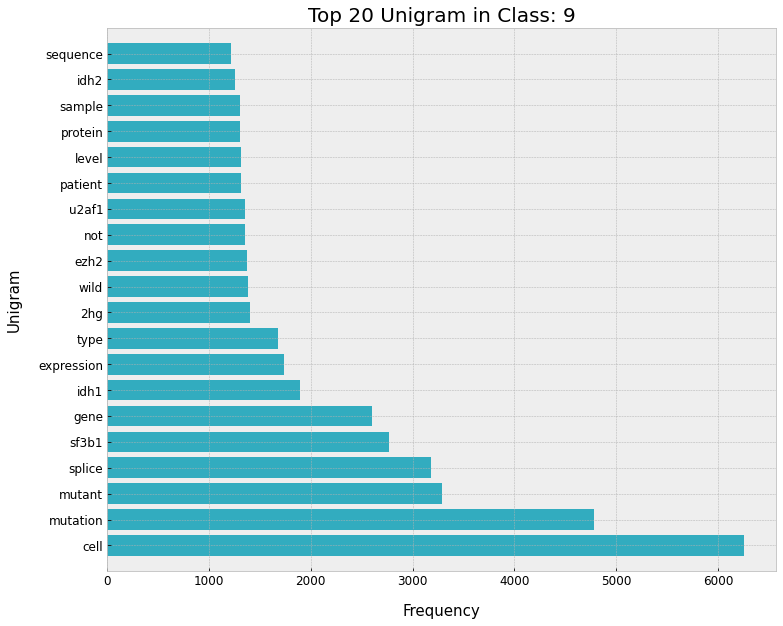 Top 20 Unigram in Class: 9
sequence
idh2
sample
protein
level
patient
u2af1
not
ezh2
wild
2hg
type
expression
idh1
gene
sf3b1
splice
mutant
mutation
cell
Unigram
0 1000 2000 3000 4000 5000 6000
Frequency